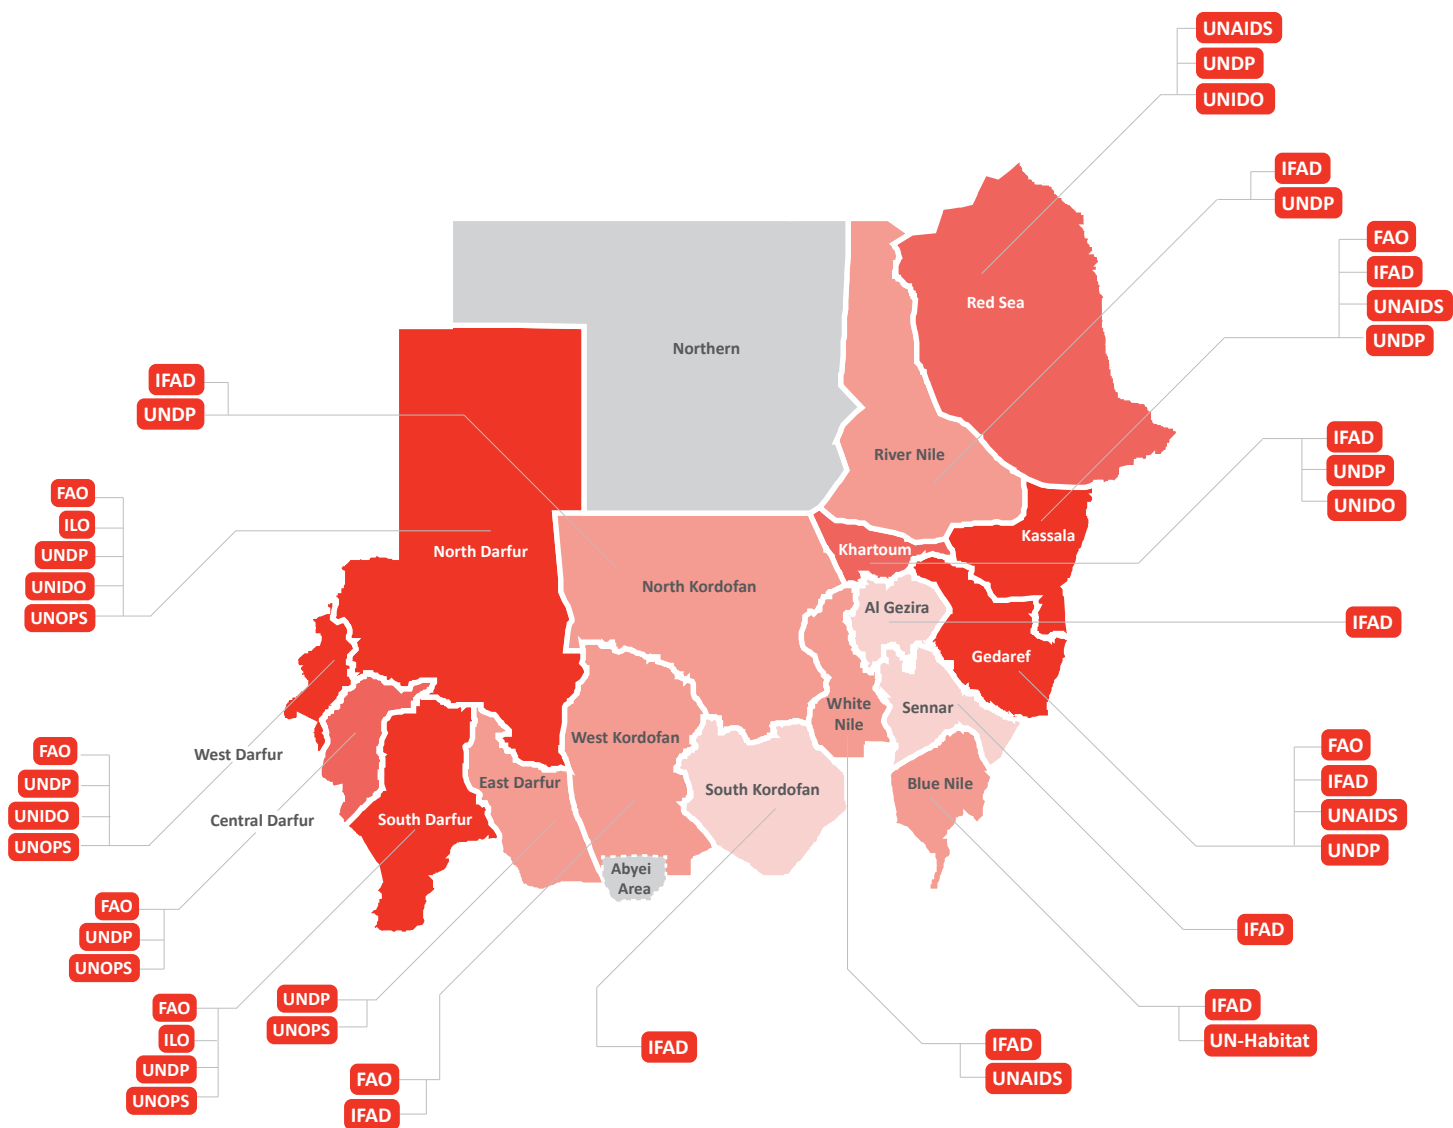 UNAIDS
UNDP
UNIDO
IFAD
UNDP
FAO
IFAD
UNAIDS
UNDP
Red Sea
Northern
IFAD
UNDP
River Nile
IFAD
UNDP
UNIDO
FAO
ILO
UNDP
UNIDO
UNOPS
North Darfur
Khartoum
Kassala
North Kordofan
Al Gezira
IFAD
Gedaref
White
Nile
Sennar
West Kordofan
West Darfur
FAO
UNDP
UNIDO
UNOPS
East Darfur
South Kordofan
Blue Nile
FAO
IFAD
UNAIDS
UNDP
Central Darfur
South Darfur
Abyei
Area
FAO
UNDP
UNOPS
IFAD
FAO
ILO
UNDP
UNOPS
UNDP
UNOPS
FAO
IFAD
IFAD
IFAD
UNAIDS
IFAD
UN-Habitat